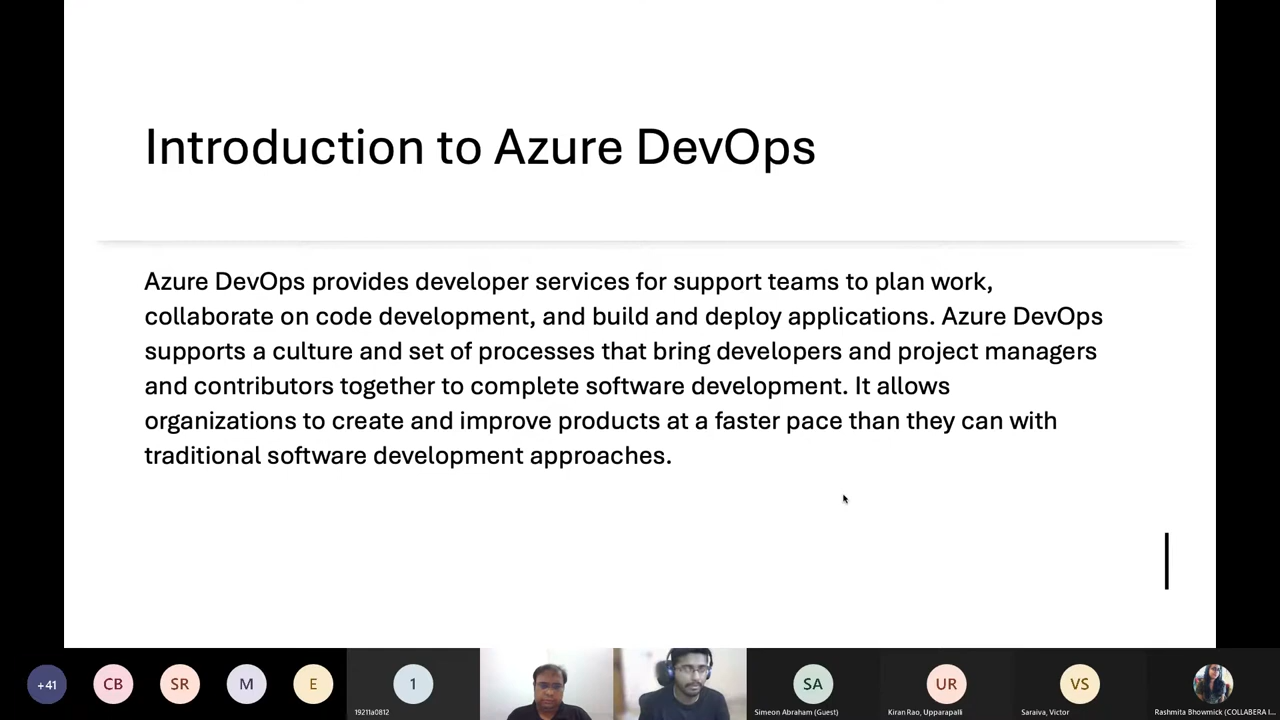 Introduction to Azure DevOps
Azure DevOps provides developer services for support teams to plan work,
collaborate on code development, and build and deploy applications. Azure DevOps
supports a culture and set of processes that bring developers and project managers
and contributors together to complete software development. It allows
organizations to create and improve products at a faster pace than they can with
traditional software development approaches.
+41
CB
SR
M
E
1
SA
UR
VS
19211a0812
Simeon Abraham (Guest)
Kiran Rao, Upparapalli
Saraiva, Victor
Rashmita Bhowmick (COLLABERA I...